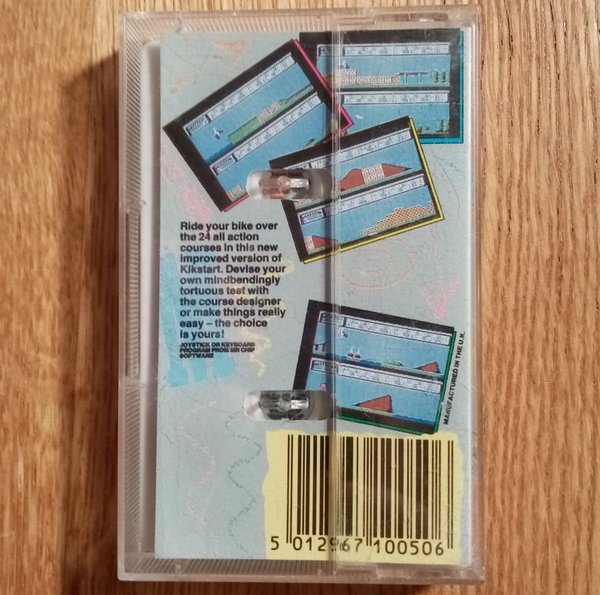 Ride your bike over
the 24 all action
courses in this new
improved version of
Kikstart. Devise your
own mindbendingly
tortuous test with
the course designer
or make things really
easy – the choice
is yours!
JOYSTICK OR KEYBOARD
PROGRAM FROM MR CHIP
SOFTWARE
MANUFACTURED IN THE U.K.
5 012967 100506